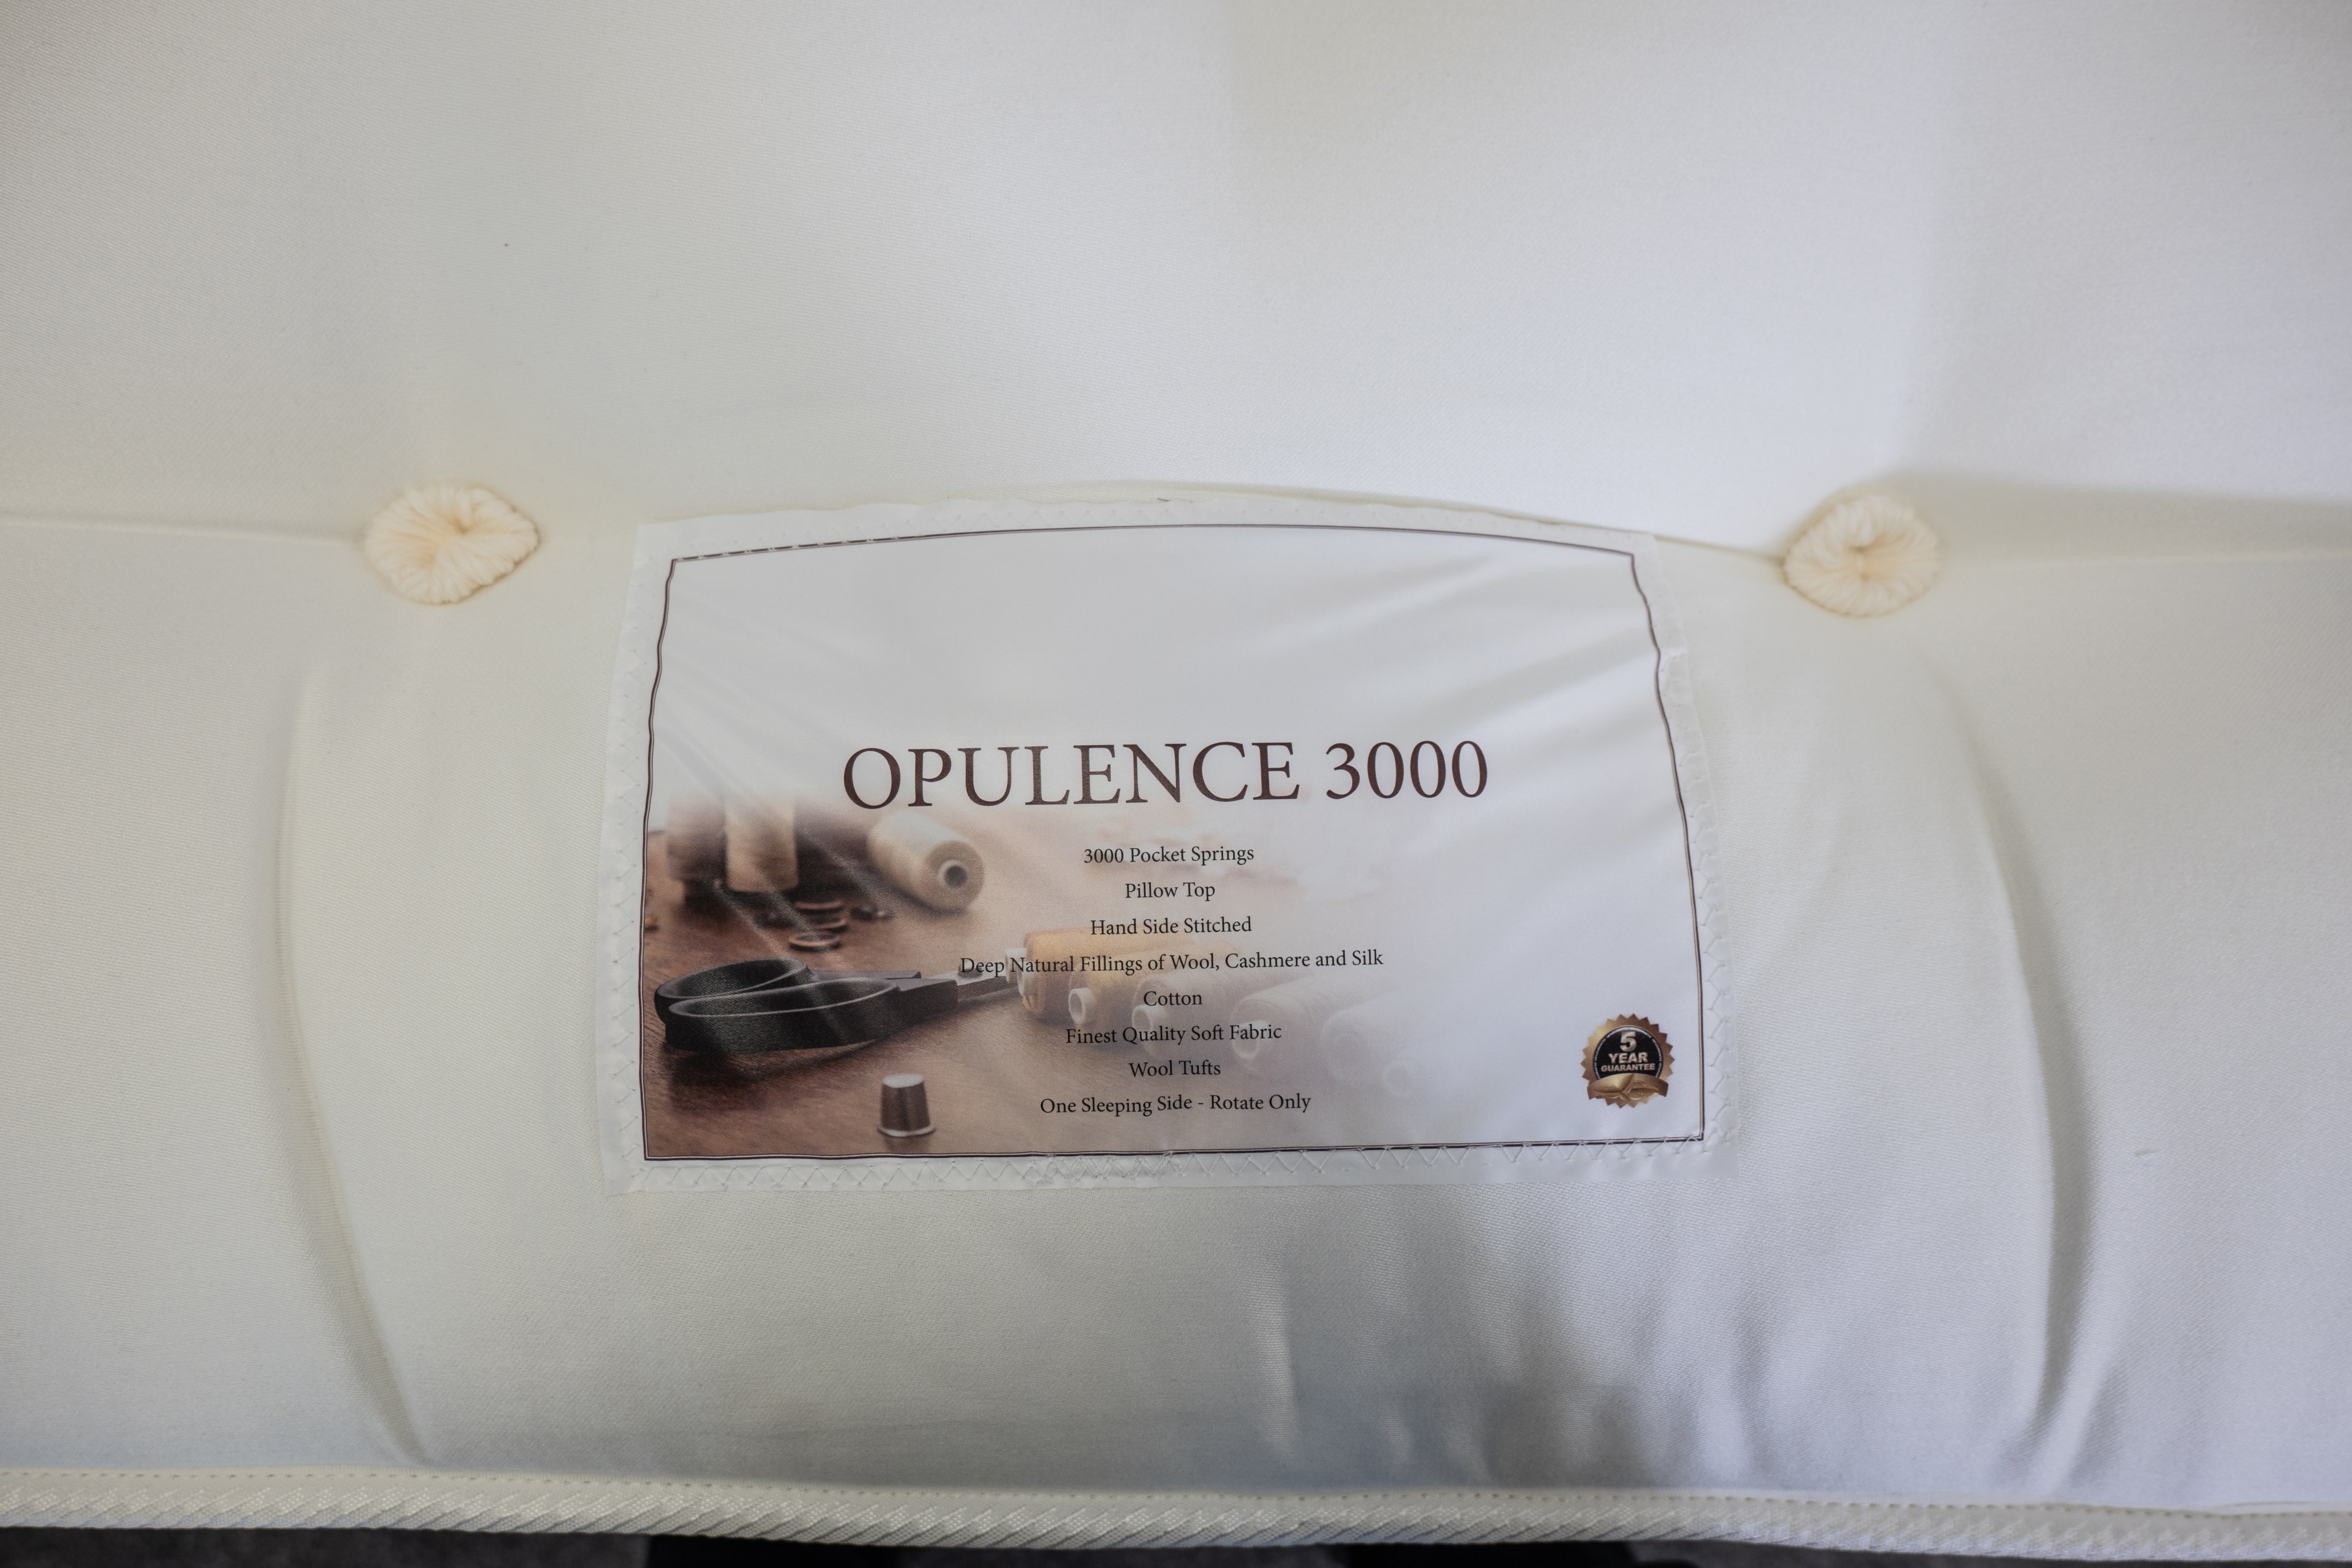 OPULENCE 3000
3000 Pocket Springs
Pillow Top
Hand Side Stitched
Deep Natural Fillings of Wool, Cashmere and Silk
Cotton
Finest Quality Soft Fabric
Wool Tufts
One Sleeping Side - Rotate Only
5
YEAR
GUARANTEE